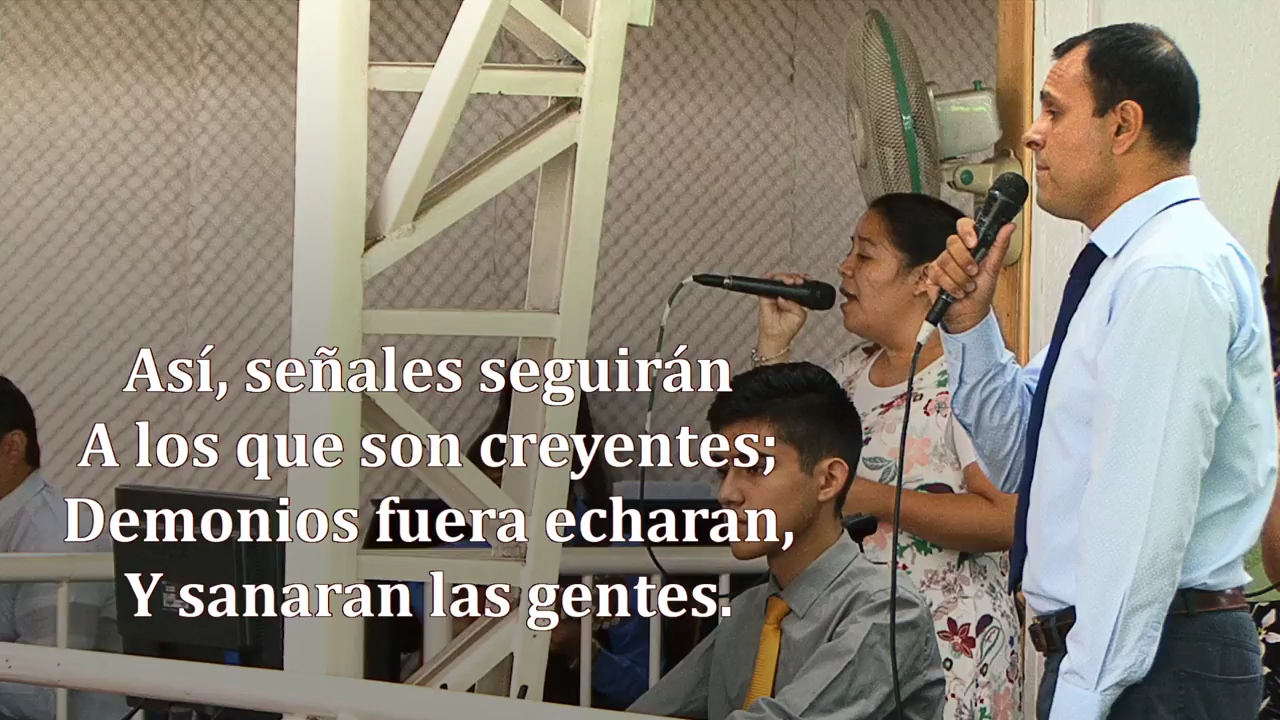 Así, señales seguirán
A los que son creyentes;
Demonios fuera echaran,
Y sanaran las gentes.